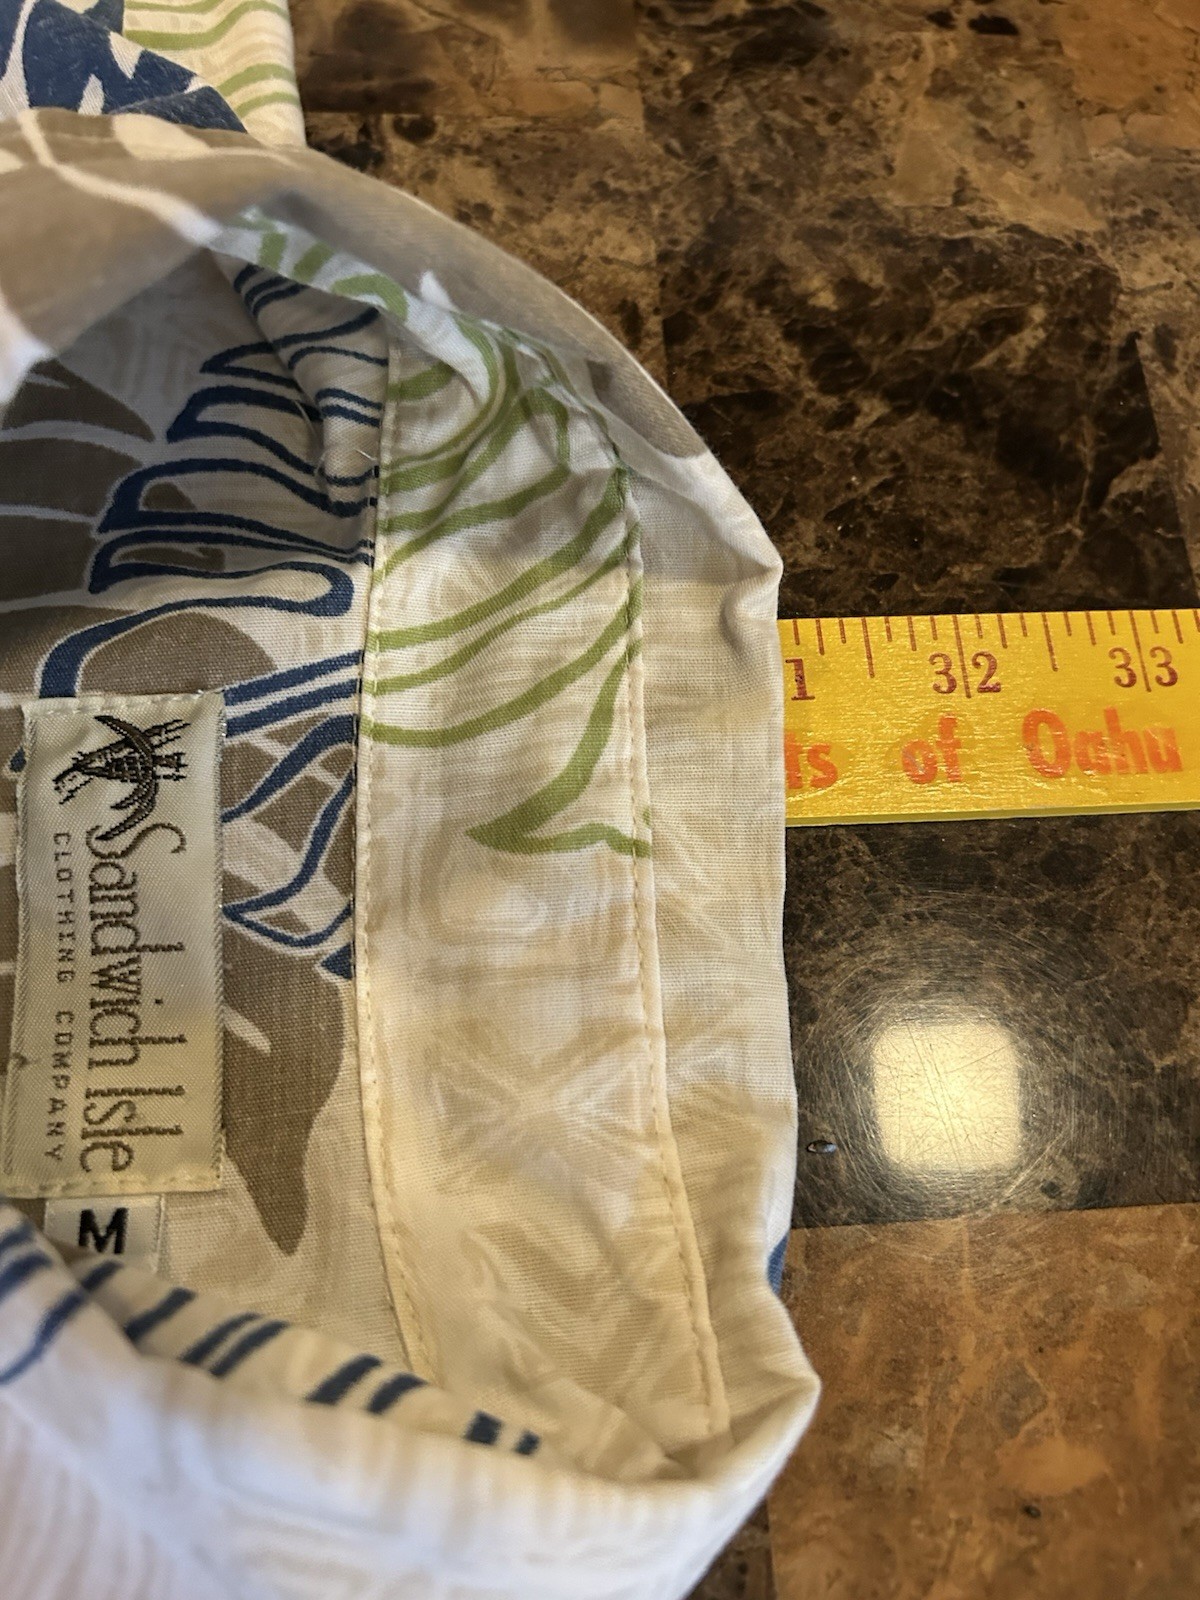 Sandwich Isle
CLOTHING COMPANY
M
1 32 33
ts of Oahu